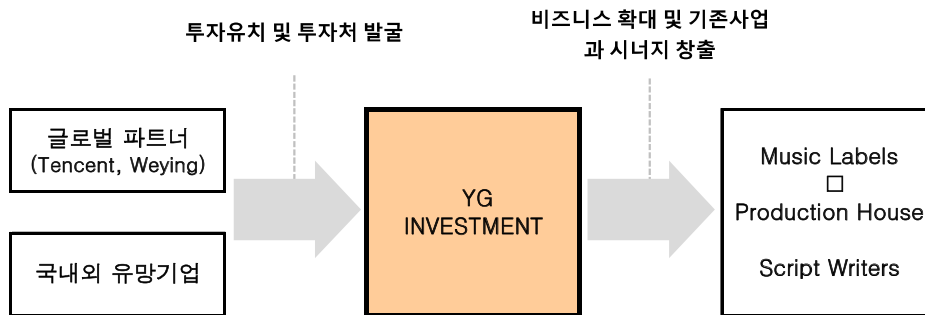 투자유치 및 투자처 발굴
비즈니스 확대 및 기존사업
과 시너지 창출
글로벌 파트너
(Tencent, Weying)
국내외 유망기업
YG
INVESTMENT
Music Labels
□
Production House
Script Writers